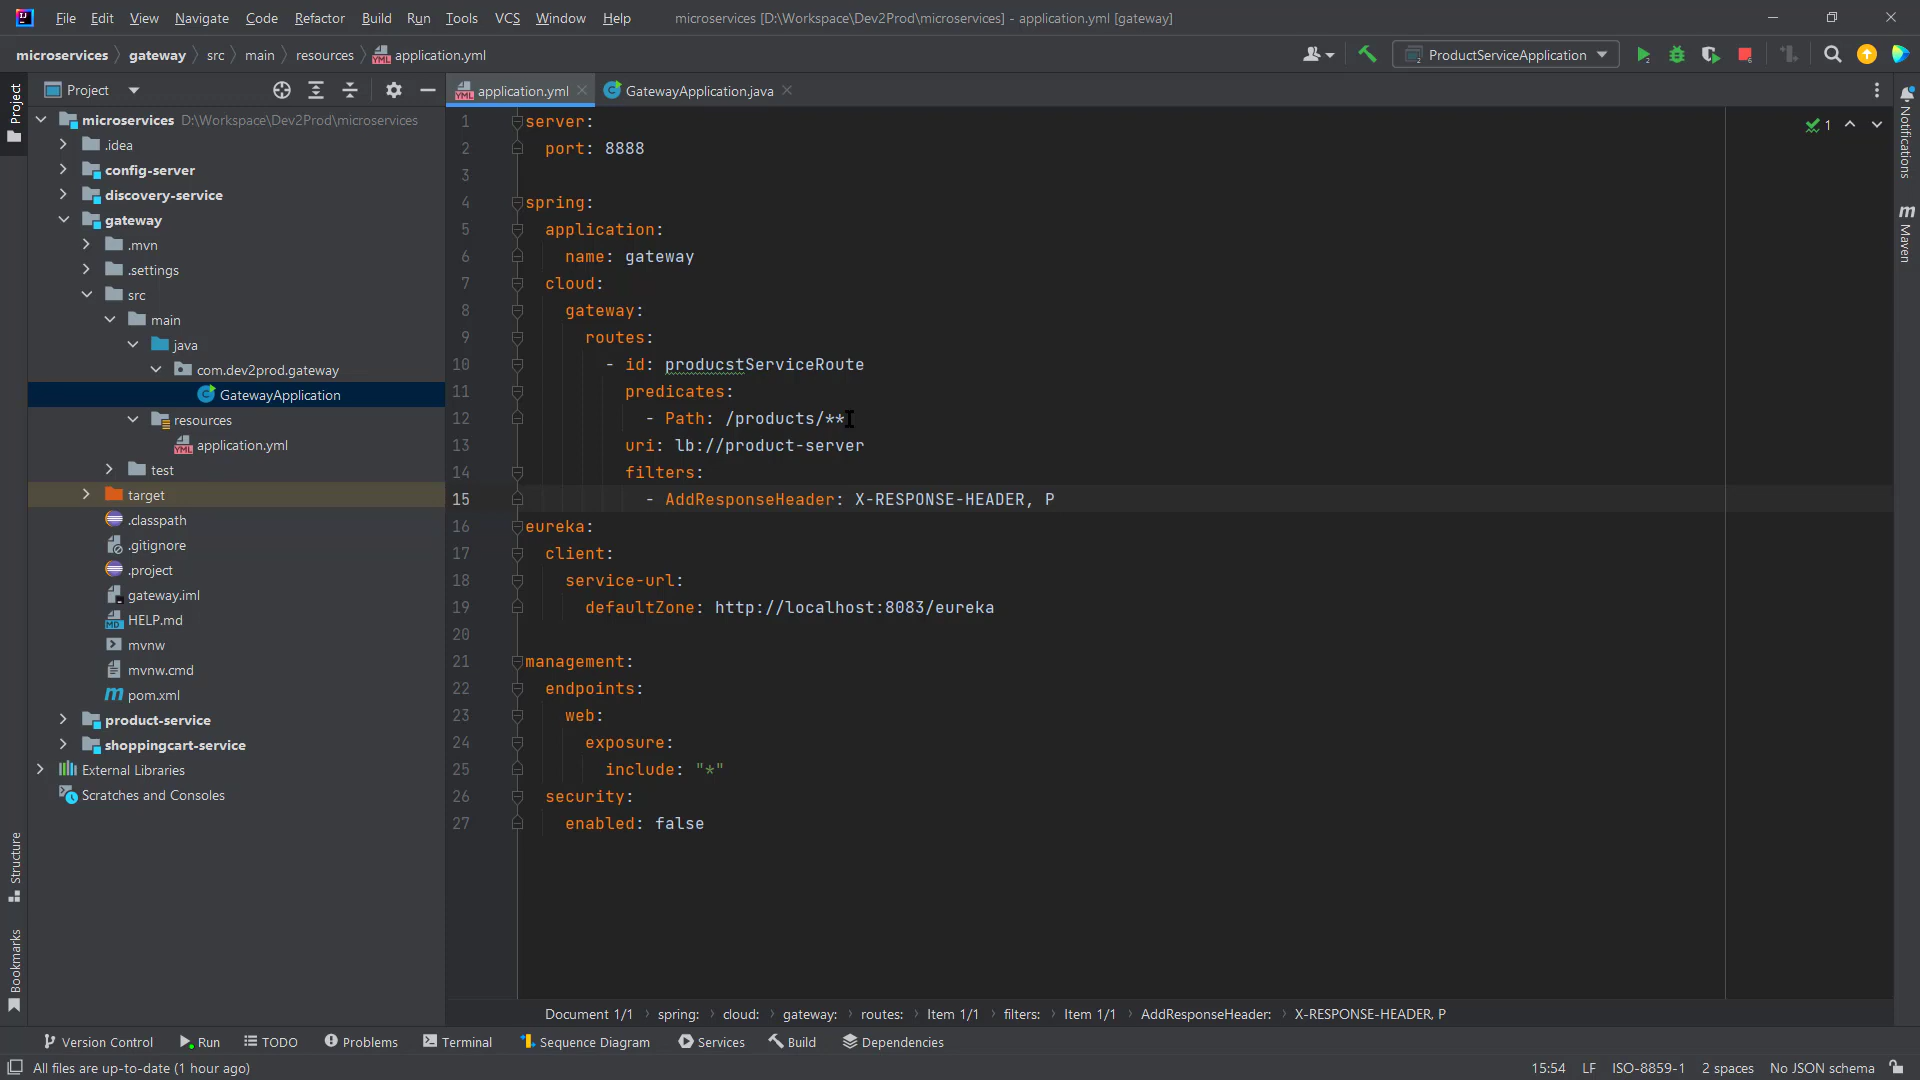 File Edit View Navigate Code Refactor Build Run Tools VCS Window Help microservices [D:\Workspace\Dev2Prod\microservices] - application.yml [gateway]
microservices gateway src main resources application.yml ProductServiceApplication
Project
Project
application.yml GatewayApplication.java
Notifications
Maven
Structure
Bookmarks
microservices D:\Workspace\Dev2Prod\microservices
.idea
config-server
discovery-service
gateway
.mvn
.settings
src
main
java
com.dev2prod.gateway
GatewayApplication
resources
application.yml
test
target
.classpath
.gitignore
.project
gateway.iml
HELP.md
mvnw
mvnw.cmd
pom.xml
product-service
shoppingcart-service
External Libraries
Scratches and Consoles
1 server:
2 port: 8888
3
4 spring:
5 application:
6 name: gateway
7 cloud:
8 gateway:
9 routes:
10 - id: producstServiceRoute
11 predicates:
12 - Path: /products/**
13 uri: lb://product-server
14 filters:
15 - AddResponseHeader: X-RESPONSE-HEADER, P
16 eureka:
17 client:
18 service-url:
19 defaultZone: http://localhost:8083/eureka
20
21 management:
22 endpoints:
23 web:
24 exposure:
25 include: "*"
26 security:
27 enabled: false
1
Document 1/1 spring: cloud: gateway: routes: Item 1/1 filters: Item 1/1 AddResponseHeader: X-RESPONSE-HEADER, P
Version Control Run TODO Problems Terminal Sequence Diagram Services Build Dependencies
All files are up-to-date (1 hour ago) 15:54 LF ISO-8859-1 2 spaces No JSON schema